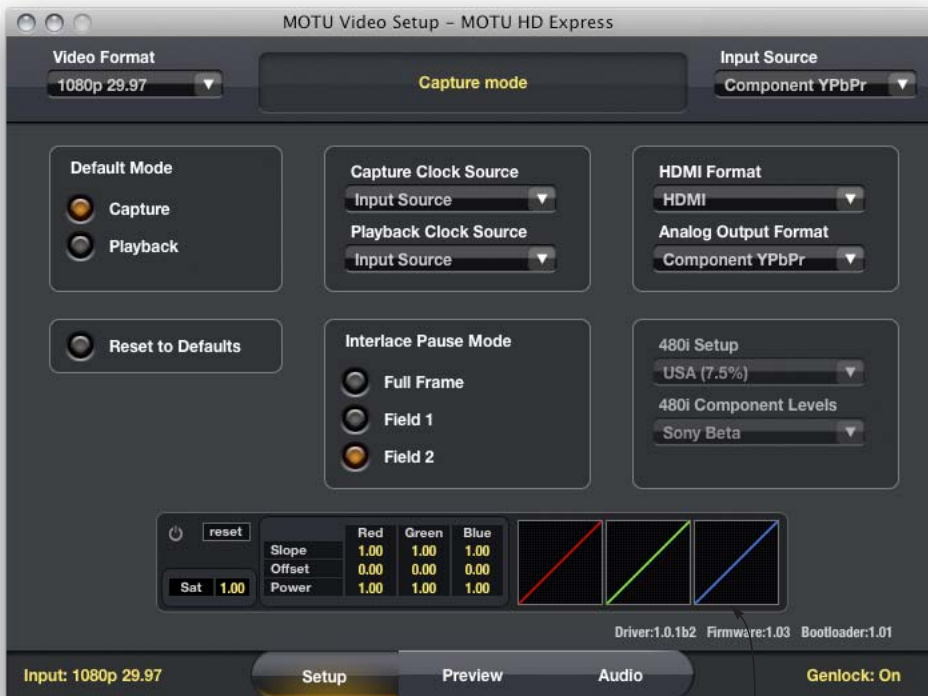 MOTU Video Setup – MOTU HD Express
Video Format
1080p 29.97
Capture mode
Input Source
Component YPbPr
Default Mode
Capture
Playback
Capture Clock Source
Input Source
Playback Clock Source
Input Source
HDMI Format
HDMI
Analog Output Format
Component YPbPr
Reset to Defaults
Interlace Pause Mode
Full Frame
Field 1
Field 2
480i Setup
USA (7.5%)
480i Component Levels
Sony Beta
reset
Sat 1.00
Red Green Blue
Slope 1.00 1.00 1.00
Offset 0.00 0.00 0.00
Power 1.00 1.00 1.00
Driver:1.0.1b2 Firmware:1.03 Bootloader:1.01
Input: 1080p 29.97
Setup
Preview
Audio
Genlock: On